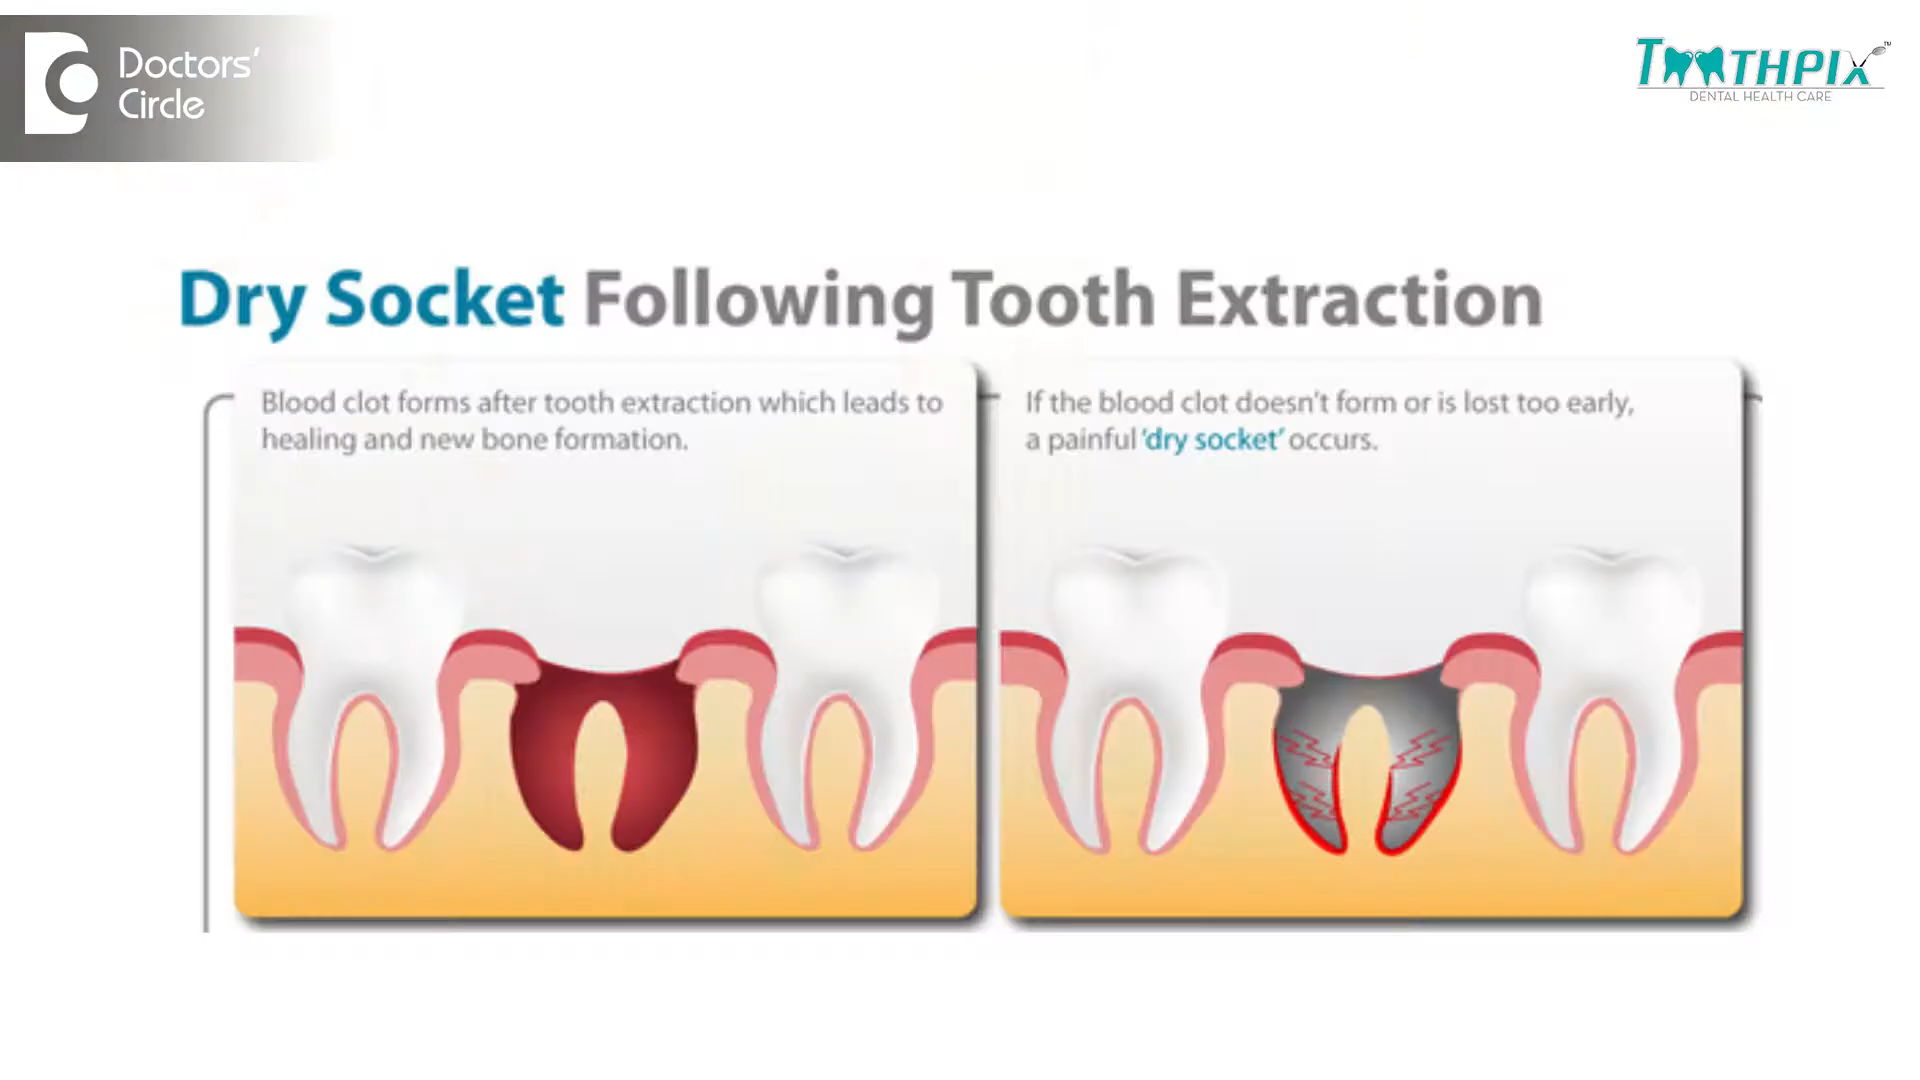 Doctors'
Circle
TOOTHPIX™
DENTAL HEALTH CARE
Dry Socket Following Tooth Extraction
Blood clot forms after tooth extraction which leads to
healing and new bone formation.
If the blood clot doesn't form or is lost too early,
a painful 'dry socket' occurs.